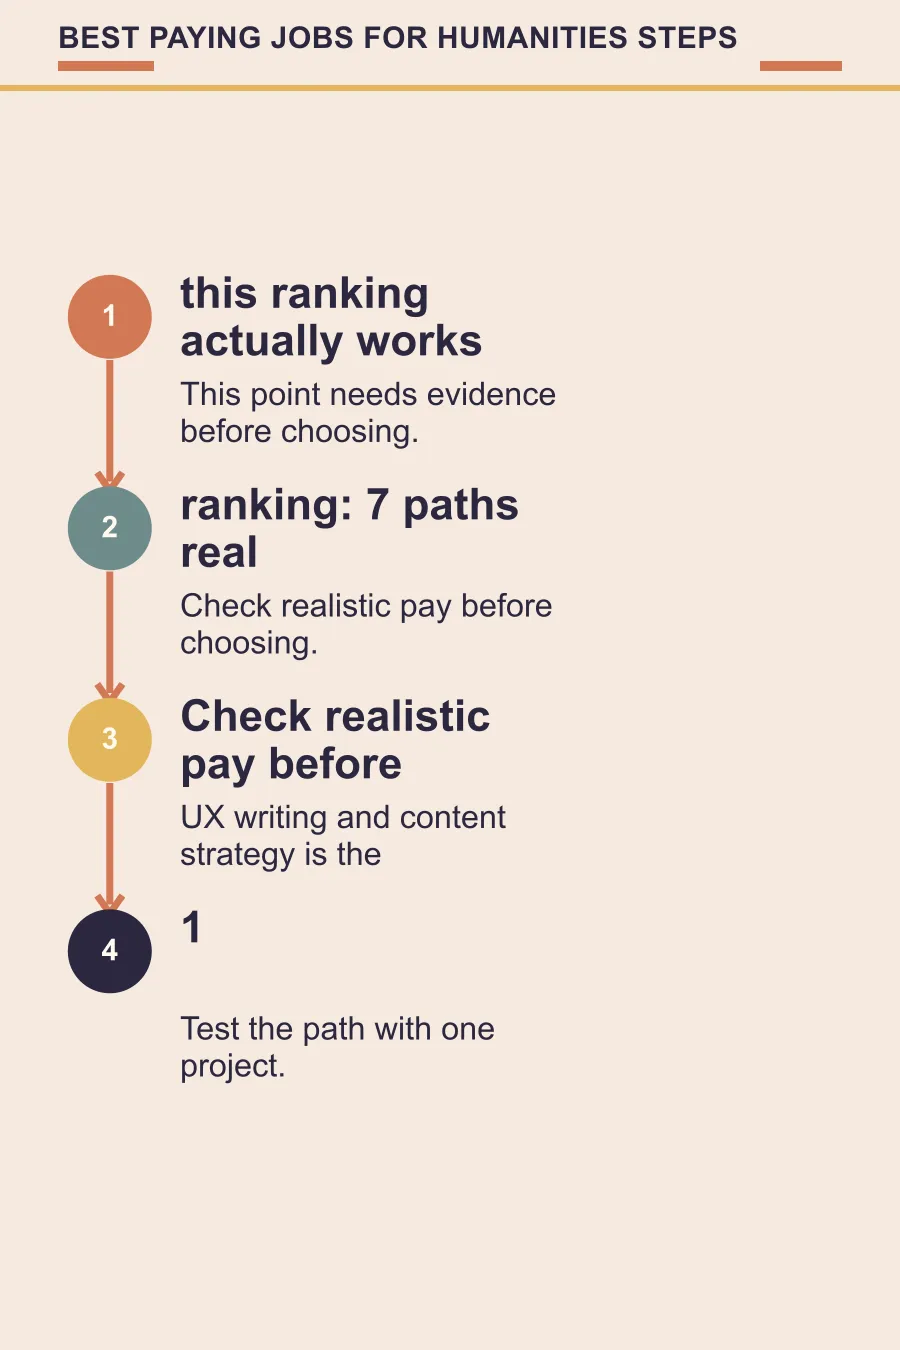 BEST PAYING JOBS FOR HUMANITIES STEPS
1
this ranking
actually works
This point needs evidence
before choosing.
2
ranking: 7 paths
real
Check realistic pay before
choosing.
3
Check realistic
pay before
UX writing and content
strategy is the
4
1
Test the path with one
project.